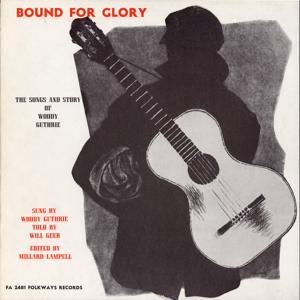 BOUND FOR GLORY
THE SONGS AND STORY
OF
WOODY
GUTHRIE
SUNG BY
WOODY GUTHRIE
TOLD BY
WILL GEER
EDITED BY
MILLARD LAMPELL
FA 2481 FOLKWAYS RECORDS